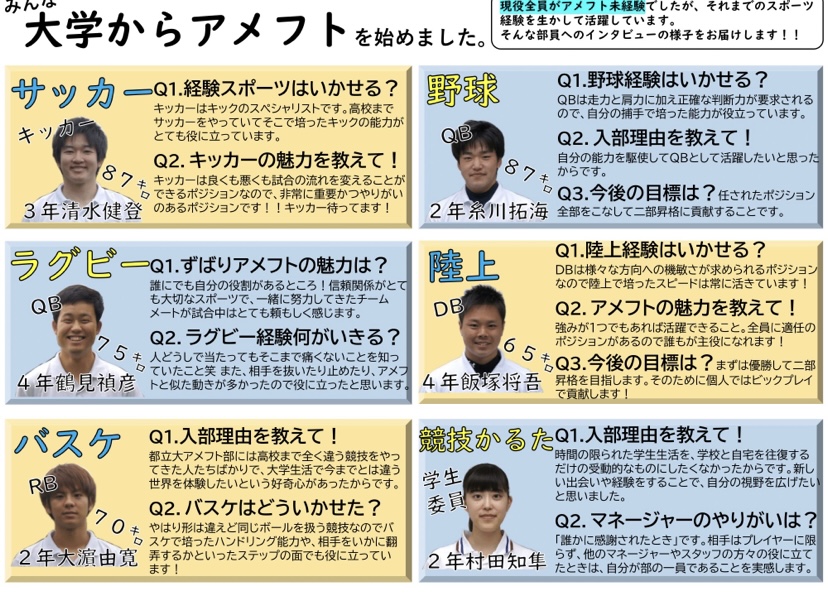 みんな
大学からアメフトを始めました。
現役全員がアメフト未経験でしたが、それまでのスポーツ
経験を生かして活躍しています。
そんな部員へのインタビューの様子をお届けします！！
サッカー
キッカー
87キロ
3年清水健登
Q1.経験スポーツはいかせる？
キッカーはキックのスペシャリストです。高校まで
サッカーをやっていてそこで培ったキックの能力が
とても役に立っています。
Q2. キッカーの魅力を教えて！
キッカーは良くも悪くも試合の流れを変えることが
できるポジションなので、非常に重要かつやりがい
のあるポジションです！！キッカー待ってます！
野球
QB
87キロ
2年糸川拓海
Q1.野球経験はいかせる？
QBは走力と肩力に加え正確な判断力が要求される
ので、自分の捕手で培った能力が役立っています。
Q2. 入部理由を教えて！
自分の能力を駆使してQBとして活躍したいと思った
からです。
Q3.今後の目標は？任されたポジション
全部をこなして二部昇格に貢献することです。
ラグビー
QB
75キロ
4年鶴見禎彦
Q1.ずばりアメフトの魅力は？
誰にでも自分の役割があるところ！信頼関係がとて
も大切なスポーツで、一緒に努力してきたチーム
メートが試合中はとても頼もしく感じます。
Q2. ラグビー経験何がいきる？
人どうしで当たってもそこまで痛くないことを知っ
ていたこと笑 また、相手を抜いたり止めたり、アメフ
トと似た動きが多かったので役に立ったと思います。
陸上
DB
65キロ
4年飯塚将吾
Q1.陸上経験はいかせる？
DBは様々な方向への機敏さが求められるポジション
なので陸上で培ったスピードは常に活きています！
Q2. アメフトの魅力を教えて！
強みが1つでもあれば活躍できること。全員に適任の
ポジションがあるので誰もが主役になれます！
Q3.今後の目標は？まずは優勝して二部
昇格を目指します。そのために個人ではビックプレイ
で貢献します！
バスケ
RB
70キロ
2年大濵由寛
Q1.入部理由を教えて！
都立大アメフト部には高校まで全く違う競技をやっ
てきた人たちばかりで、大学生活で今までとは違う
世界を体験したいという好奇心があったからです。
Q2. バスケはどういかせた？
やはり形は違えど同じボールを扱う競技なのでバス
ケで培ったハンドリング能力や、相手をいかに翻
弄するかといったステップの面でも役に立ってい
ます！
競技かるた
学生
委員
2年村田知隼
Q1.入部理由を教えて！
時間の限られた学生生活を、学校と自宅を往復する
だけの受動的なものにしたくなかったからです。新し
い出会いや経験をすることで、自分の視野を広げたい
と思いました。
Q2. マネージャーのやりがいは？
「誰かに感謝されたとき」です。相手はプレイヤーに限
らず、他のマネージャーやスタッフの方々の役に立て
たときは、自分が部の一員であることを実感します。